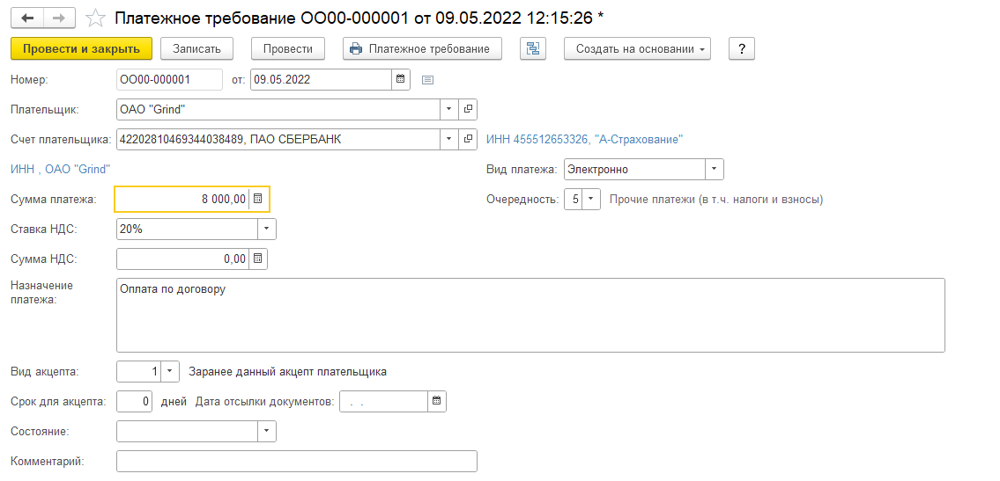 Платежное требование ОО00-000001 от 09.05.2022 12:15:26 *
Провести и закрыть Записать Провести Платежное требование Создать на основании ?
Номер: ОО00-000001 от: 09.05.2022
Плательщик: ОАО "Grind"
Счет плательщика: 42202810469344038489, ПАО СБЕРБАНК ИНН 455512653326, "А-Страхование"
ИНН , ОАО "Grind" Вид платежа: Электронно
Сумма платежа: 8 000,00 Очередность: 5 Прочие платежи (в т.ч. налоги и взносы)
Ставка НДС: 20%
Сумма НДС: 0,00
Назначение платежа: Оплата по договору
Вид акцепта: 1 Заранее данный акцепт плательщика
Срок для акцепта: 0 дней Дата отсылки документов: . .
Состояние:
Комментарий: